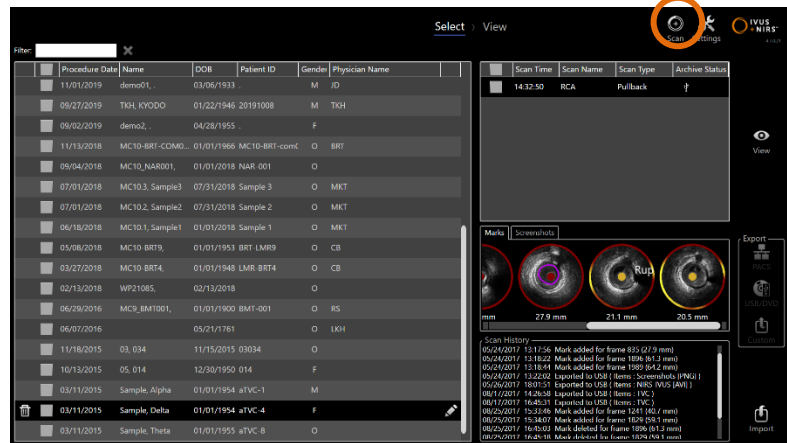 Select › View
Scan
Settings
IVUS
+NIRS
Filter:
Procedure Date Name DOB Patient ID Gender Physician Name
11/01/2019 demo01, . 03/06/1933 . M JD
09/27/2019 TKH, KYODO 01/22/1946 20191008 M TKH
09/02/2019 demo2, . 04/28/1955 . F
11/13/2018 MC10-BRT-COM0... 01/01/1966 MC10-BRT-com( O BRT
09/04/2018 MC10_NAR001, 01/01/2018 NAR-001 O
07/01/2018 MC10.3, Sample3 07/31/2018 Sample 3 O MKT
07/01/2018 MC10.2, Sample2 07/31/2018 Sample 2 O MKT
06/18/2018 MC10.1, Sample1 01/01/2018 Sample 1 O MKT
05/08/2018 MC10-BRT9, 01/01/1953 BRT-LMR9 O CB
03/27/2018 MC10-BRT4, 01/01/1948 LMR-BRT4 O CB
02/13/2018 WP21085, 02/13/2018 O
06/29/2016 MC9_BMT001, 01/01/1900 BMT-001 O RS
06/07/2016 05/21/1761 O LKH
11/18/2015 03, 034 11/15/2015 03034 O
10/13/2015 05, 014 12/30/1950 014 F
03/11/2015 Sample, Alpha 01/01/1954 aTVC-1 M
03/11/2015 Sample, Delta 01/01/1954 aTVC-4 F
03/11/2015 Sample, Theta 01/01/1955 aTVC-8 O
Scan Time Scan Name Scan Type Archive Status
14:32:50 RCA Pullback
View
Marks Screenshots
Rup
mm 27.9 mm 21.1 mm 20.5 mm
Export
PACS
USB/DVD
Custom
Scan History
05/24/2017 13:17:56 Mark added for frame 835 (27.9 mm)
05/24/2017 13:18:22 Mark added for frame 1896 (61.3 mm)
05/24/2017 13:18:44 Mark added for frame 1989 (64.2 mm)
05/24/2017 13:22:02 Exported to USB ( Items : Screenshots [PNG] )
05/26/2017 18:01:51 Exported to USB ( Items : NIRS IVUS [AVI] )
08/17/2017 14:26:58 Exported to USB ( Items : TVC )
08/17/2017 16:45:31 Exported to USB ( Items : TVC )
08/25/2017 15:33:46 Mark added for frame 1241 (40.7 mm)
08/25/2017 15:34:07 Mark added for frame 1829 (59.1 mm)
08/25/2017 16:45:03 Mark deleted for frame 1896 (61.3 mm)
08/25/2017 16:45:18 Mark deleted for frame 1829 (59.1 mm)
Import